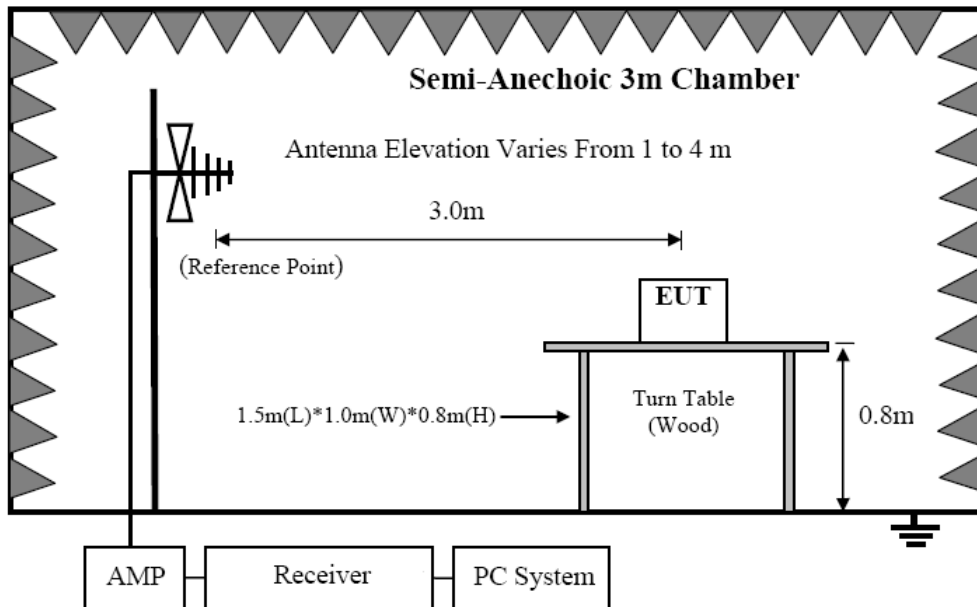 Semi-Anechoic 3m Chamber
Antenna Elevation Varies From 1 to 4 m
3.0m
(Reference Point)
EUT
1.5m(L)*1.0m(W)*0.8m(H)
Turn Table
(Wood)
0.8m
AMP
Receiver
PC System